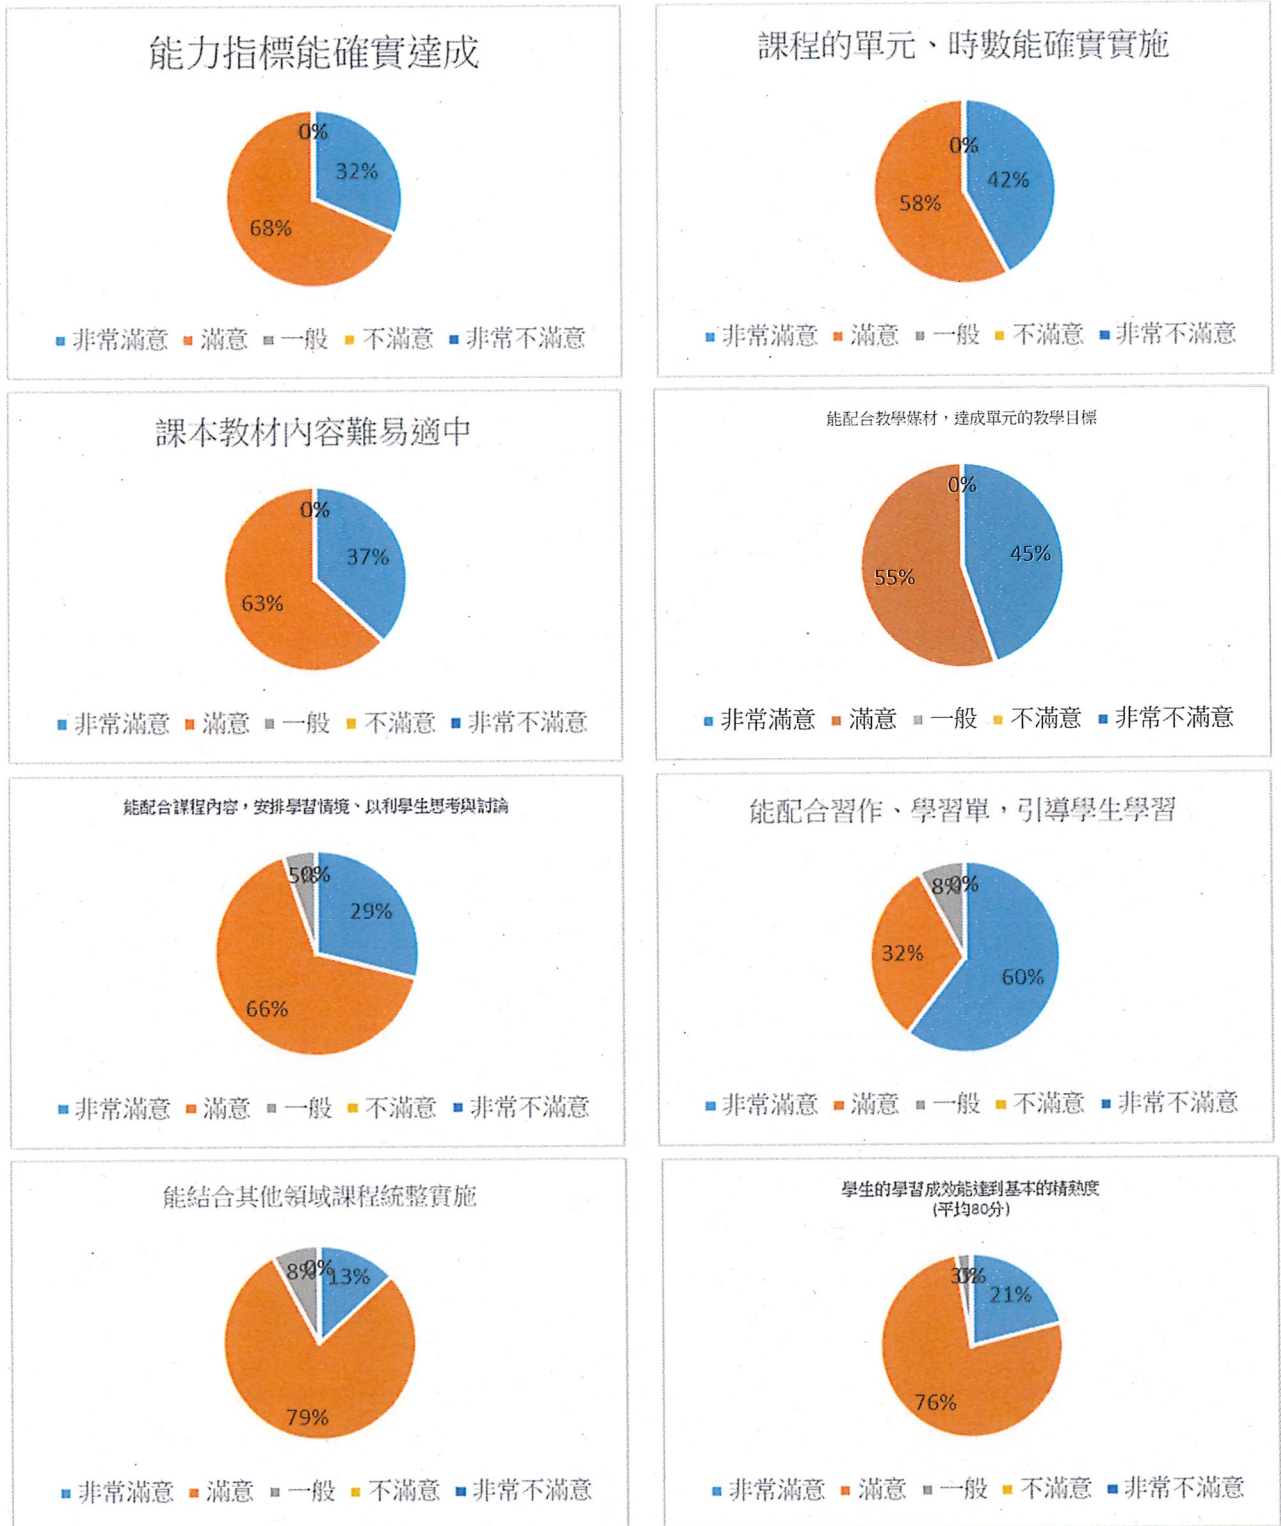 能力指標能確實達成
0%
32%
68%
非常滿意 滿意 一般 不滿意 非常不滿意
課程的單元、時數能確實實施
0%
42%
58%
非常滿意 滿意 一般 不滿意 非常不滿意
課本教材內容難易適中
0%
37%
63%
非常滿意 滿意 一般 不滿意 非常不滿意
能配合教學媒材,達成單元的教學目標
0%
45%
55%
非常滿意 滿意 一般 不滿意 非常不滿意
能配合課程內容,安排學習情境、以利學生思考與討論
5% 0%
29%
66%
非常滿意 滿意 一般 不滿意 非常不滿意
能配合習作、學習單,引導學生學習
8% 0%
32%
60%
非常滿意 滿意 一般 不滿意 非常不滿意
能結合其他領域課程統整實施
8% 0% 13%
79%
非常滿意 滿意 一般 不滿意 非常不滿意
學生的學習成效能達到基本的精熟度
(平均80分)
3% 0%
21%
76%
非常滿意 滿意 一般 不滿意 非常不滿意